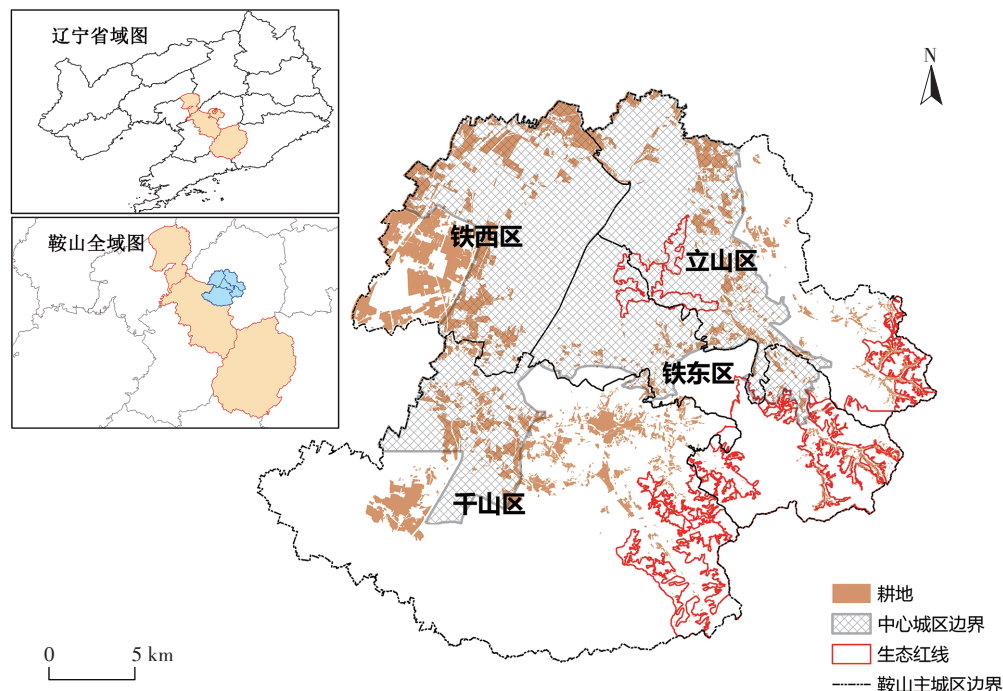 辽宁省域图
鞍山全域图
N
铁西区
立山区
铁东区
千山区
耕地
中心城区边界
生态红线
鞍山主城区边界
0 5 km